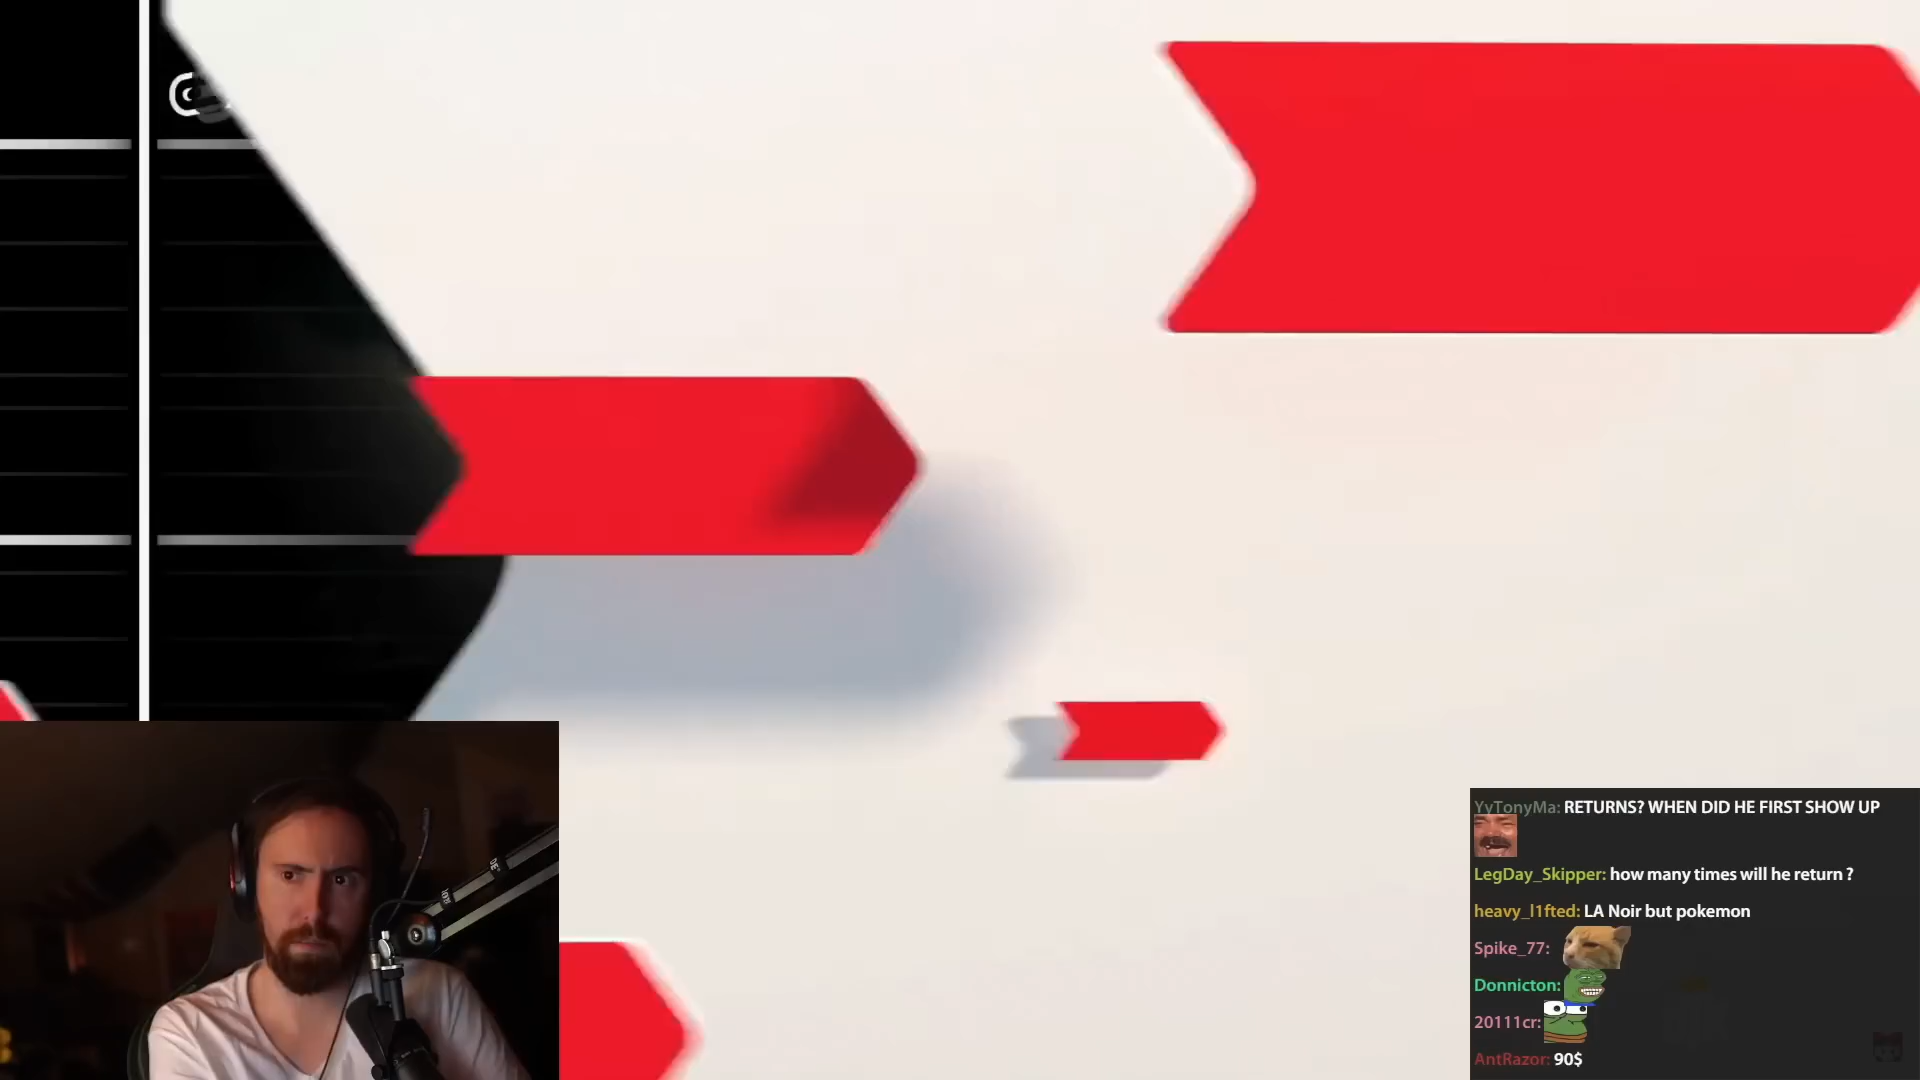 YvTonyMa: RETURNS? WHEN DID HE FIRST SHOW UP
LegDay_Skipper: how many times will he return ?
heavy_l1fted: LA Noir but pokemon
Spike_77:
Donnicton:
20111cr:
AntRazor: 90$